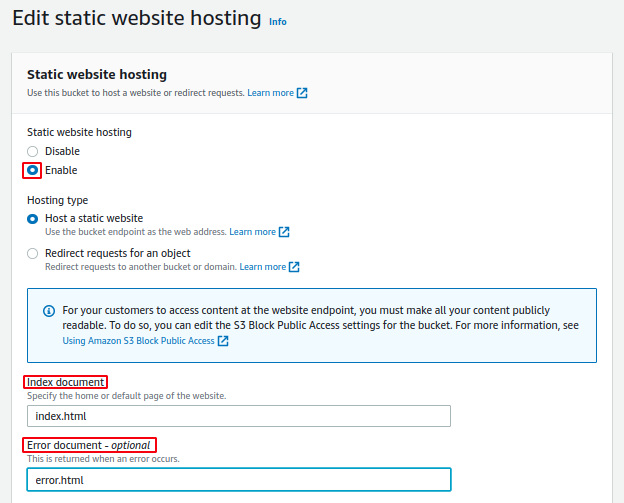 Edit static website hosting Info
Static website hosting
Use this bucket to host a website or redirect requests. Learn more
Static website hosting
Disable
Enable
Hosting type
Host a static website
Use the bucket endpoint as the web address. Learn more
Redirect requests for an object
Redirect requests to another bucket or domain. Learn more
For your customers to access content at the website endpoint, you must make all your content publicly
readable. To do so, you can edit the S3 Block Public Access settings for the bucket. For more information, see
Using Amazon S3 Block Public Access
Index document
Specify the home or default page of the website.
index.html
Error document - optional
This is returned when an error occurs.
error.html